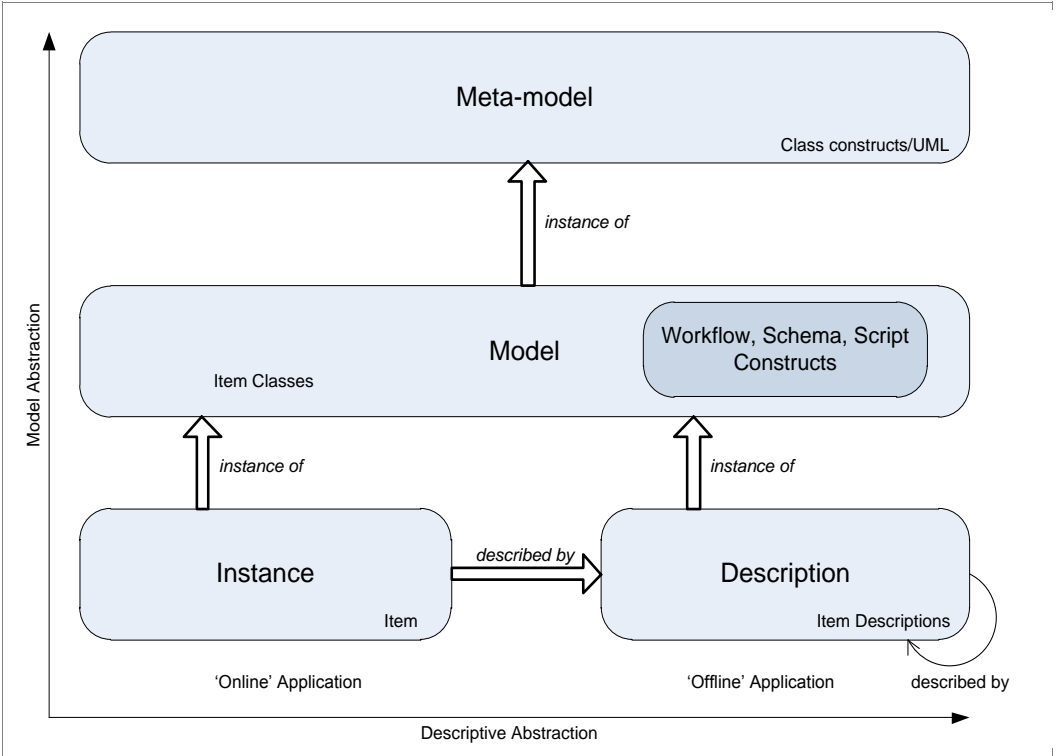 Meta-model
Class constructs/UML
instance of
Model Abstraction
Model
Workflow, Schema, Script
Constructs
Item Classes
instance of
instance of
Instance
Item
described by
Description
Item Descriptions
'Online' Application
'Offline' Application
described by
Descriptive Abstraction